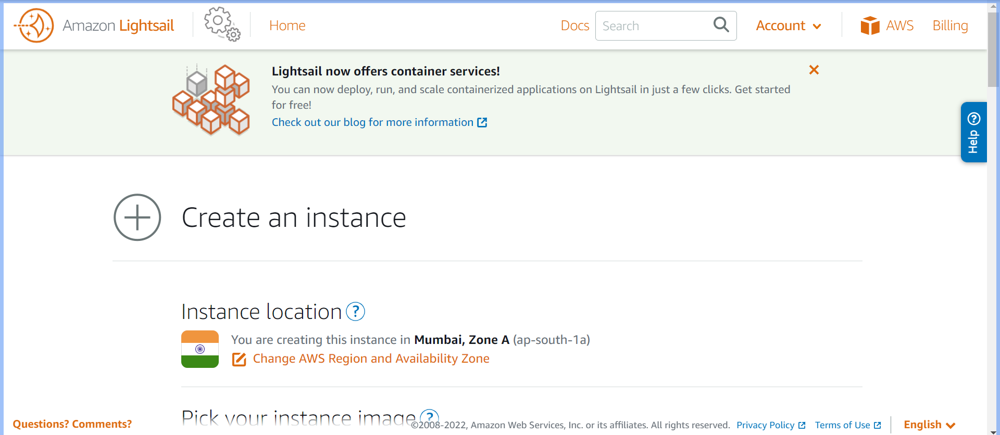 Amazon Lightsail
Home
Docs
Search
Account
AWS
Billing
Lightsail now offers container services!
You can now deploy, run, and scale containerized applications on Lightsail in just a few clicks. Get started
for free!
Check out our blog for more information
Help ?
Create an instance
Instance location ?
You are creating this instance in Mumbai, Zone A (ap-south-1a)
Change AWS Region and Availability Zone
Pick your instance image ?
Questions? Comments?
©2008-2022, Amazon Web Services, Inc. or its affiliates. All rights reserved.
Privacy Policy
Terms of Use
English